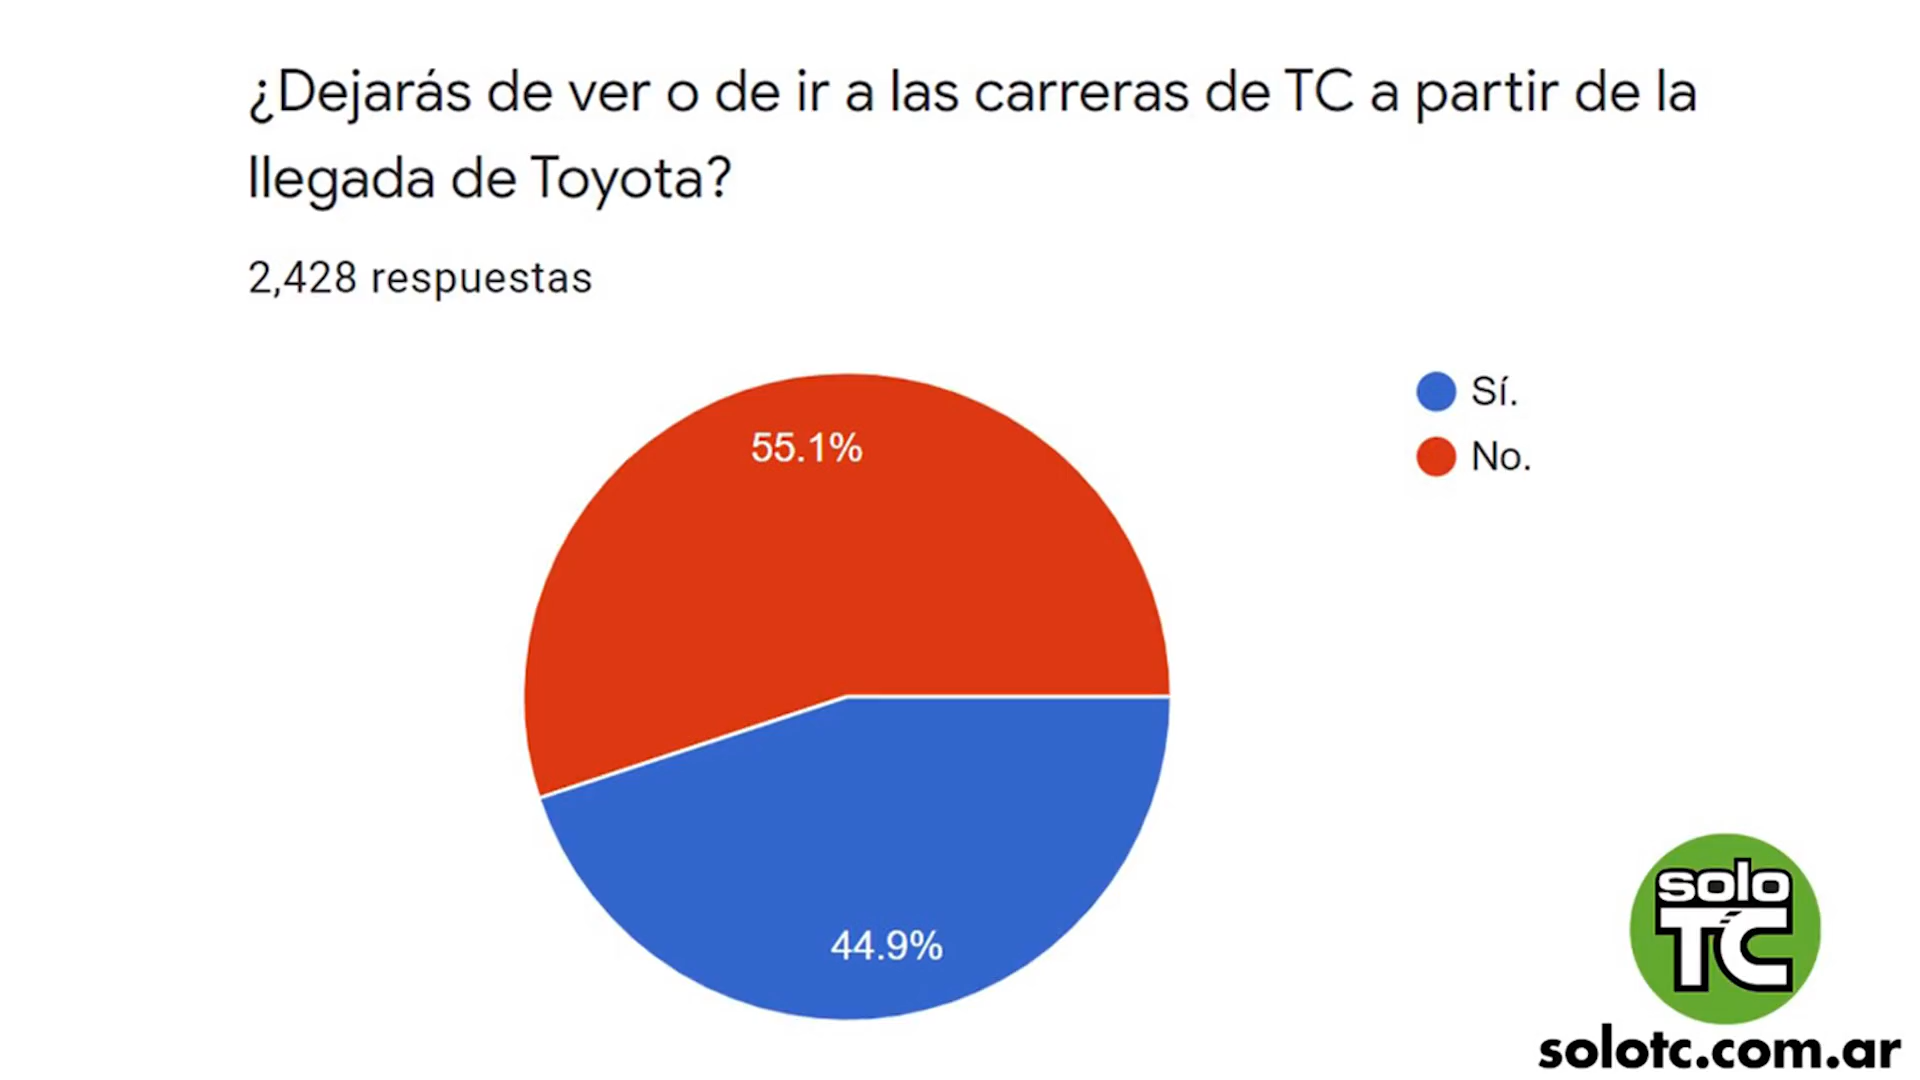 ¿Dejarás de ver o de ir a las carreras de TC a partir de la
llegada de Toyota?
2,428 respuestas
Sí.
No.
55.1%
44.9%
solo
TC
solotc.com.ar